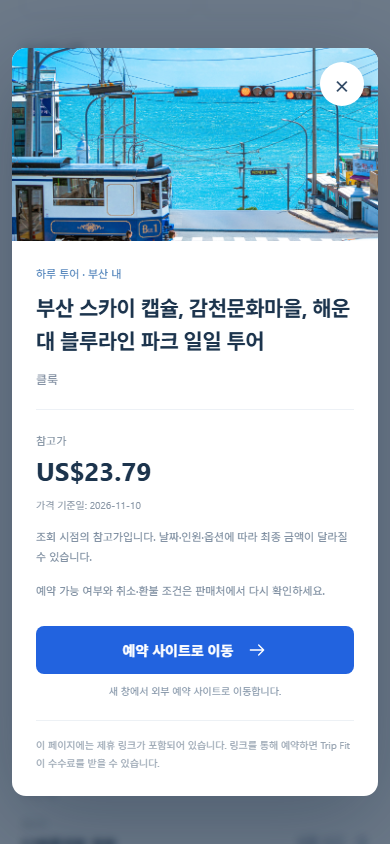 하루 투어 · 부산 내
부산 스카이 캡슐, 감천문화마을, 해운
대 블루라인 파크 일일 투어
클룩
참고가
US$23.79
가격 기준일: 2026-11-10
조회 시점의 참고가입니다. 날짜·인원·옵션에 따라 최종 금액이 달라질
수 있습니다.
예약 가능 여부와 취소·환불 조건은 판매처에서 다시 확인하세요.
예약 사이트로 이동 →
새 창에서 외부 예약 사이트로 이동합니다.
이 페이지에는 제휴 링크가 포함되어 있습니다. 링크를 통해 예약하면 Trip Fit
이 수수료를 받을 수 있습니다.